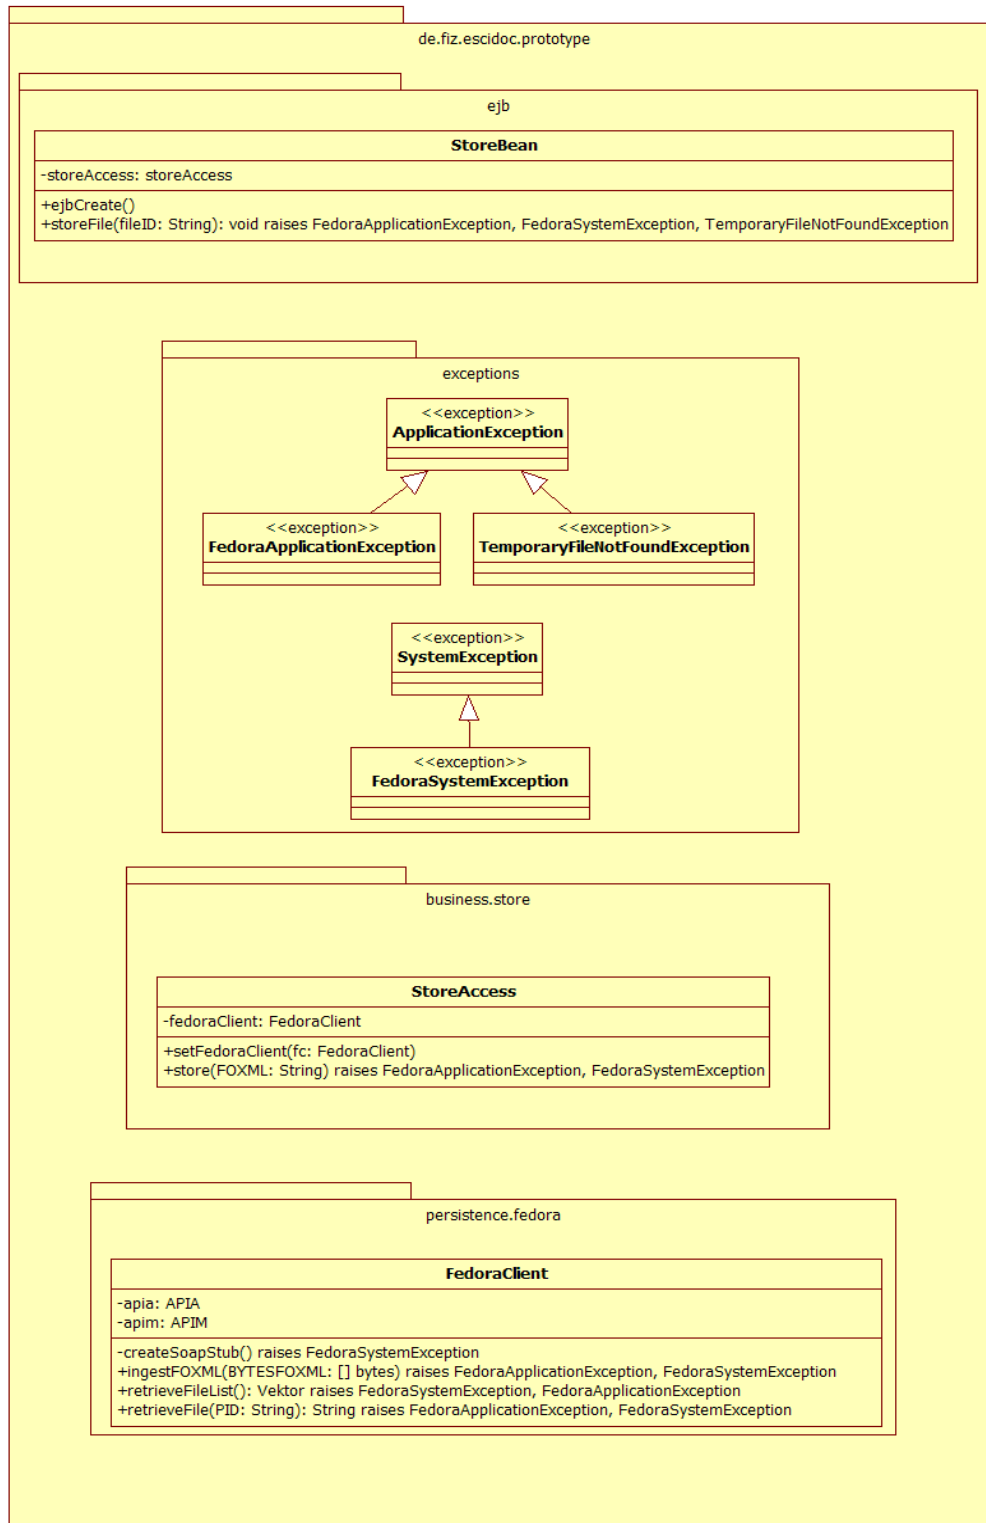 de.fiz.escidoc.prototype
ejb
StoreBean
-storeAccess: storeAccess
+ejbCreate()
+storeFile(fileID: String): void raises FedoraApplicationException, FedoraSystemException, TemporaryFileNotFoundException
exceptions
<<exception>>
ApplicationException
<<exception>>
FedoraApplicationException
<<exception>>
TemporaryFileNotFoundException
<<exception>>
SystemException
<<exception>>
FedoraSystemException
business.store
StoreAccess
-fedoraClient: FedoraClient
+setFedoraClient(fc: FedoraClient)
+store(FOXML: String) raises FedoraApplicationException, FedoraSystemException
persistence.fedora
FedoraClient
-apia: APIA
-apim: APIM
-createSoapStub() raises FedoraSystemException
+ingestFOXML(BYTESFOXML: [] bytes) raises FedoraApplicationException, FedoraSystemException
+retrieveFileList(): Vektor raises FedoraSystemException, FedoraApplicationException
+retrieveFile(PID: String): String raises FedoraApplicationException, FedoraSystemException